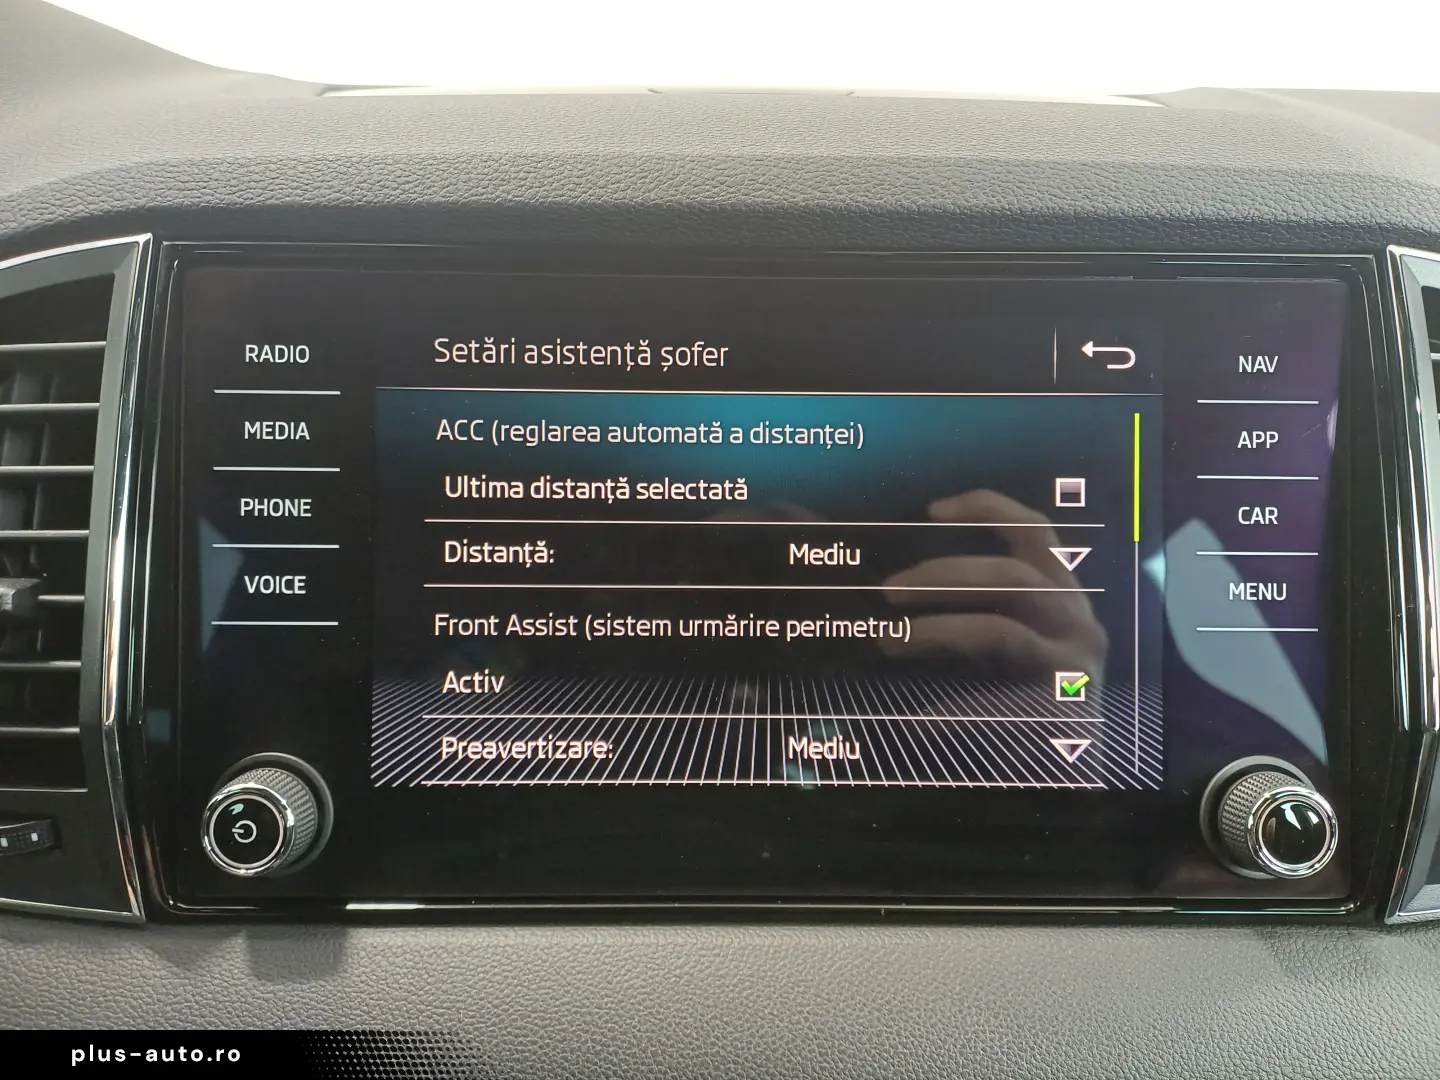 RADIO
MEDIA
PHONE
VOICE
Setări asistență șofer
ACC (reglarea automată a distanței)
Ultima distanță selectată
Distanță: Mediu
Front Assist (sistem urmărire perimetru)
Activ
Preavertizare: Mediu
NAV
APP
CAR
MENU
plus-auto.ro